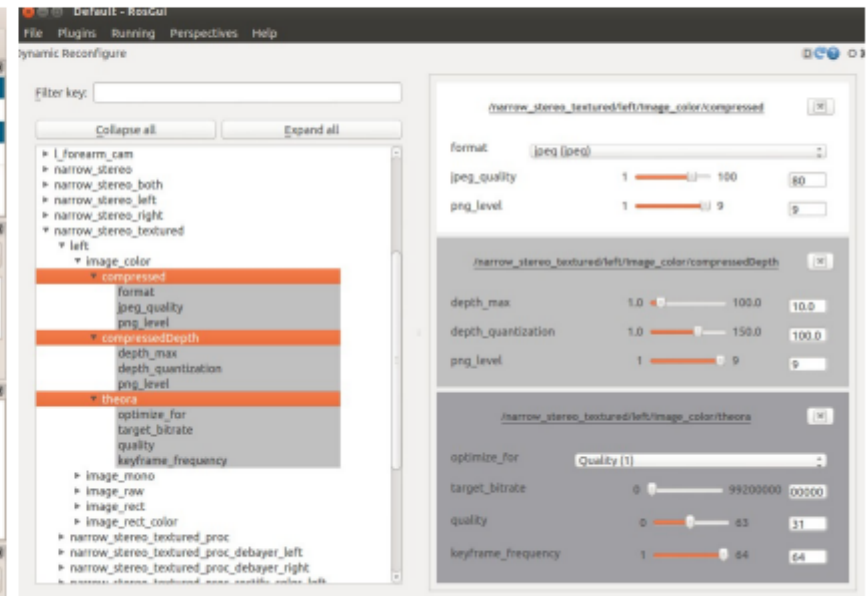 Default - RosGui
File Plugins Running Perspectives Help
Dynamic Reconfigure
Filter key:
Collapse all Expand all
l_forearm_cam
narrow_stereo
narrow_stereo_both
narrow_stereo_left
narrow_stereo_right
narrow_stereo_textured
left
image_color
compressed
format
jpeg_quality
png_level
compressedDepth
depth_max
depth_quantization
png_level
theora
optimize_for
target_bitrate
quality
keyframe_frequency
image_mono
image_raw
image_rect
image_rect_color
narrow_stereo_textured_proc
narrow_stereo_textured_proc_debayer_left
narrow_stereo_textured_proc_debayer_right
narrow_stereo_textured_proc_rectify_color_left
/narrow_stereo_textured/left/image_color/compressed
format jpeg (jpeg)
jpeg_quality 1 100 80
png_level 1 9 9
/narrow_stereo_textured/left/image_color/compressedDepth
depth_max 1.0 100.0 10.0
depth_quantization 1.0 150.0 100.0
png_level 1 9 9
/narrow_stereo_textured/left/image_color/theora
optimize_for Quality (1)
target_bitrate 0 99200000 00000
quality 0 63 31
keyframe_frequency 1 64 64